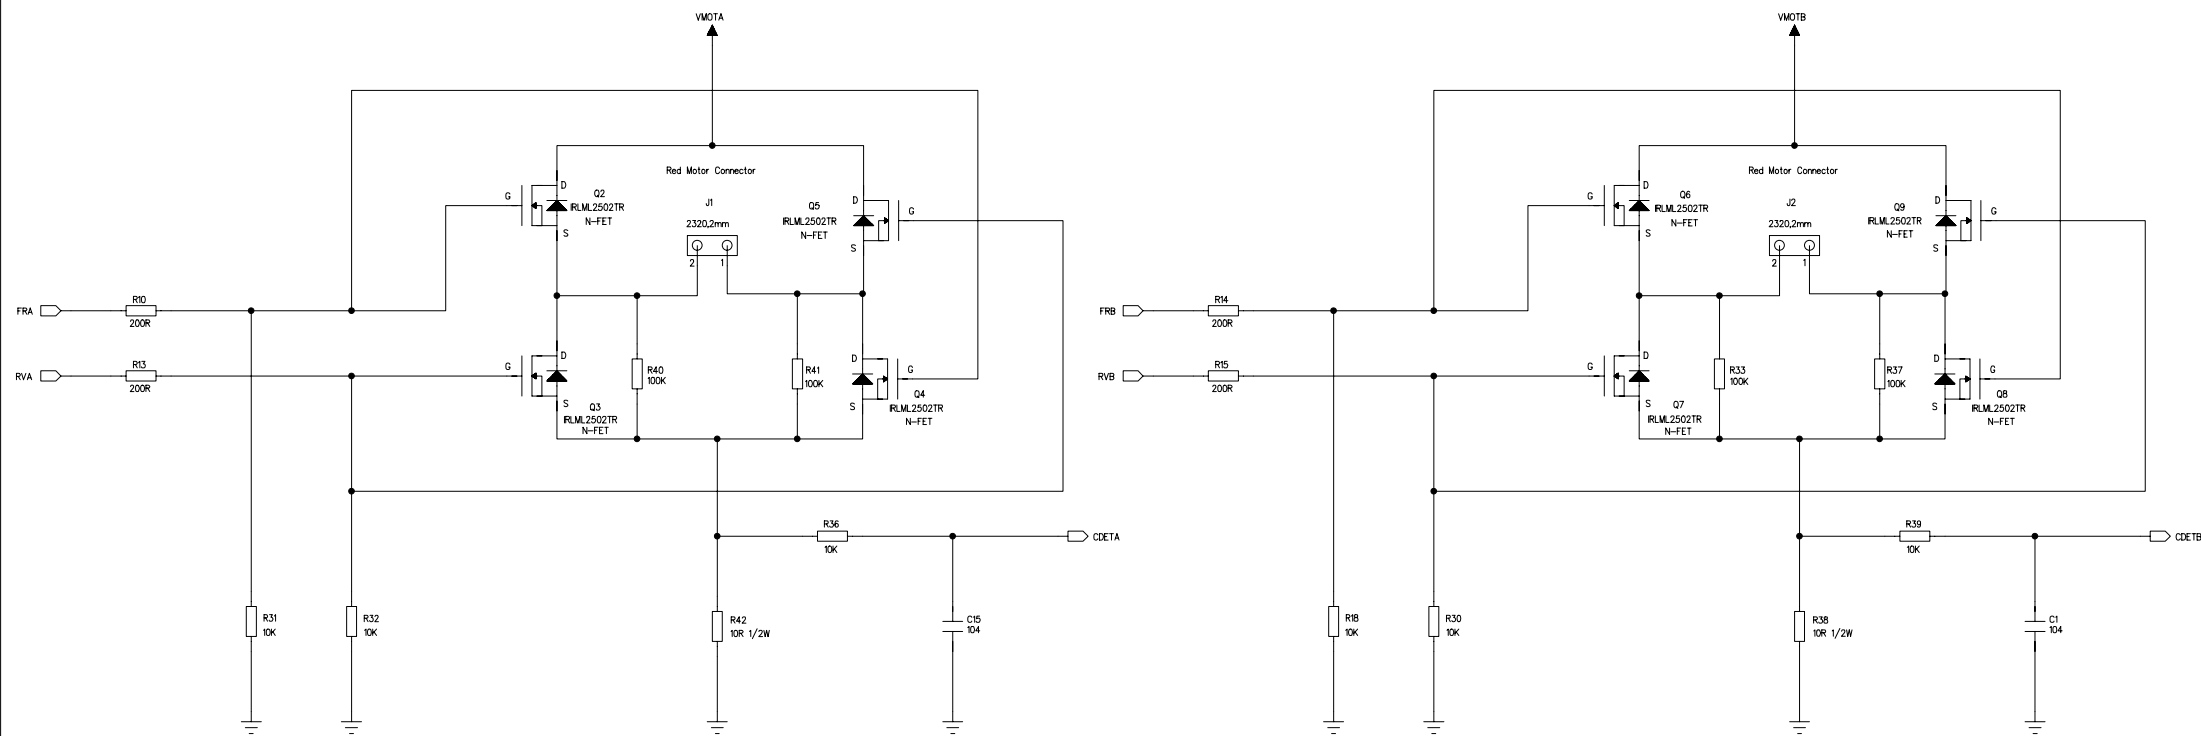 VMOTA
Red Motor Connector
J1
2320,2mm
2
1
G
D
S
Q2
IRLML2502TR
N-FET
Q5
IRLML2502TR
N-FET
D
S
G
FRA
R10
200R
RVA
R13
200R
G
D
S
Q3
IRLML2502TR
N-FET
R40
100K
R41
100K
D
S
G
Q4
IRLML2502TR
N-FET
R36
10K
CDETA
R31
10K
R32
10K
R42
10R 1/2W
C15
104
VMOTB
Red Motor Connector
J2
2320,2mm
2
1
G
D
S
Q6
IRLML2502TR
N-FET
Q9
IRLML2502TR
N-FET
D
S
G
FRB
R14
200R
RVB
R15
200R
G
D
S
Q7
IRLML2502TR
N-FET
R33
100K
R37
100K
D
S
G
Q8
IRLML2502TR
N-FET
R39
10K
CDETB
R18
10K
R30
10K
R38
10R 1/2W
C1
104